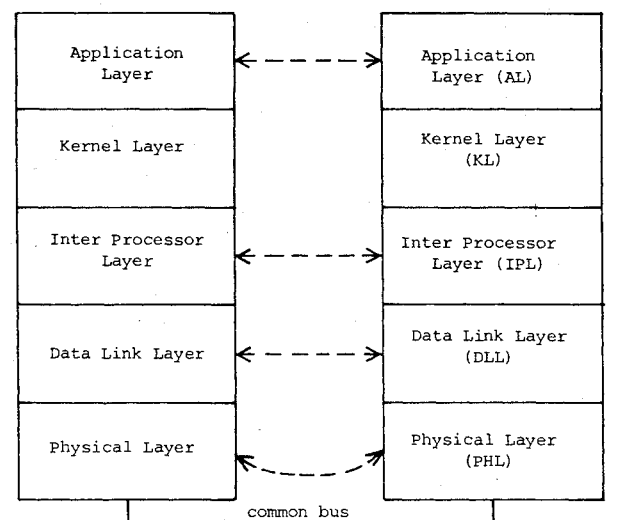 Application
Layer
Application
Layer (AL)
Kernel Layer
Kernel Layer
(KL)
Inter Processor
Layer
Inter Processor
Layer (IPL)
Data Link Layer
Data Link Layer
(DLL)
Physical Layer
Physical Layer
(PHL)
common bus